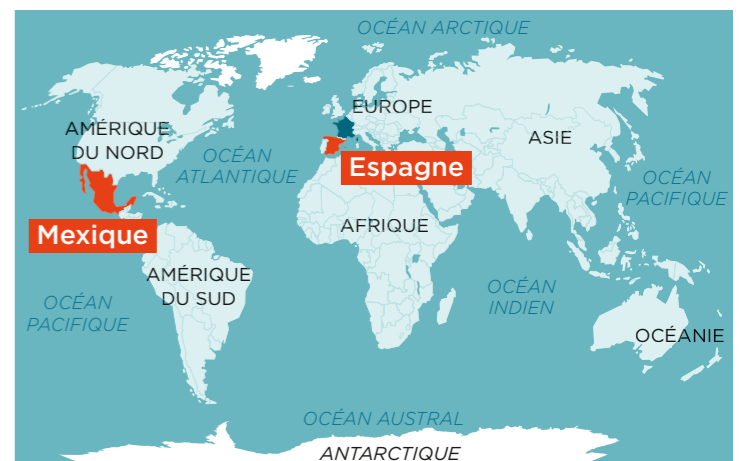 OCÉAN ARCTIQUE
EUROPE
AMÉRIQUE
DU NORD
ASIE
OCÉAN
ATLANTIQUE
Espagne
OCÉAN
PACIFIQUE
Mexique
AFRIQUE
AMÉRIQUE
DU SUD
OCÉAN
INDIEN
OCÉAN
PACIFIQUE
OCÉANIE
OCÉAN AUSTRAL
ANTARCTIQUE